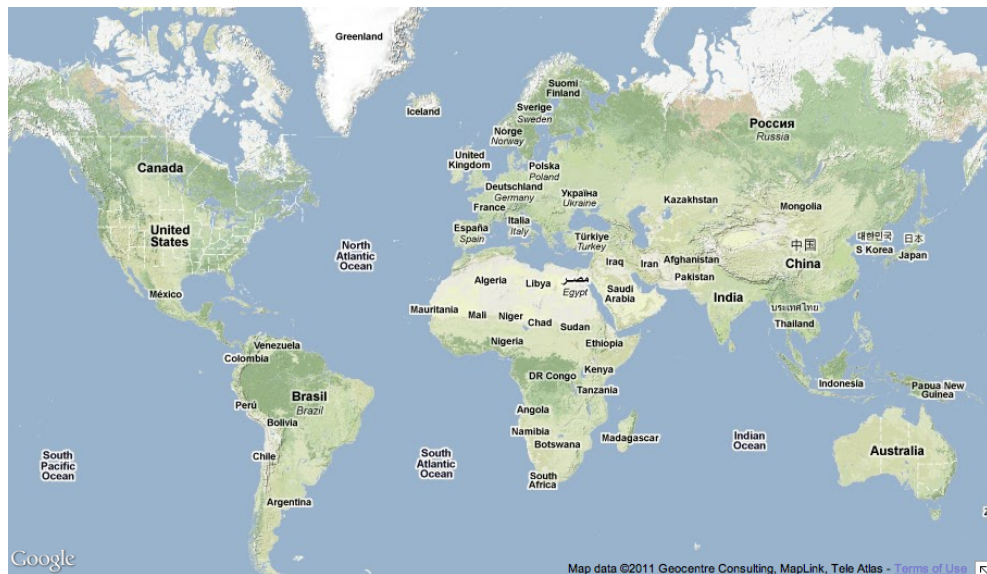 Greenland
Iceland
Suomi
Finland
Sverige
Sweden
Norge
Norway
United
Kingdom
Polska
Poland
Deutschland
Germany
Україна
Ukraine
France
Italia
Italy
España
Spain
Türkiye
Turkey
Россия
Russia
Kazakhstan
Mongolia
中国
China
대한민국
S Korea
日本
Japan
Canada
United
States
México
North
Atlantic
Ocean
Algeria
Libya
مصر
Egypt
Iraq
Iran
Afghanistan
Pakistan
Saudi
Arabia
India
ประเทศไทย
Thailand
Mauritania
Mali
Niger
Chad
Sudan
Nigeria
Ethiopia
Venezuela
Colombia
DR Congo
Kenya
Tanzania
Indonesia
Papua New
Guinea
Brasil
Brazil
Perú
Bolivia
Angola
Namibia
Botswana
Madagascar
Chile
South
Pacific
Ocean
South
Atlantic
Ocean
Indian
Ocean
Australia
South
Africa
Argentina
Google
Map data ©2011 Geocentre Consulting, MapLink, Tele Atlas - Terms of Use